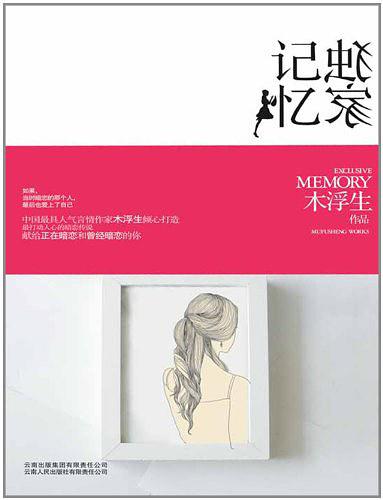 独家
记忆
EXCLUSIVE
MEMORY
木浮生
作品
MUFUSHENG WORKS
如果，
当时暗恋的那个人，
最后也爱上了自己
中国最具人气言情作家木浮生倾心打造
最打动人心的暗恋传说
献给正在暗恋和曾经暗恋的你
云南出版集团有限责任公司
云南人民出版社有限责任公司